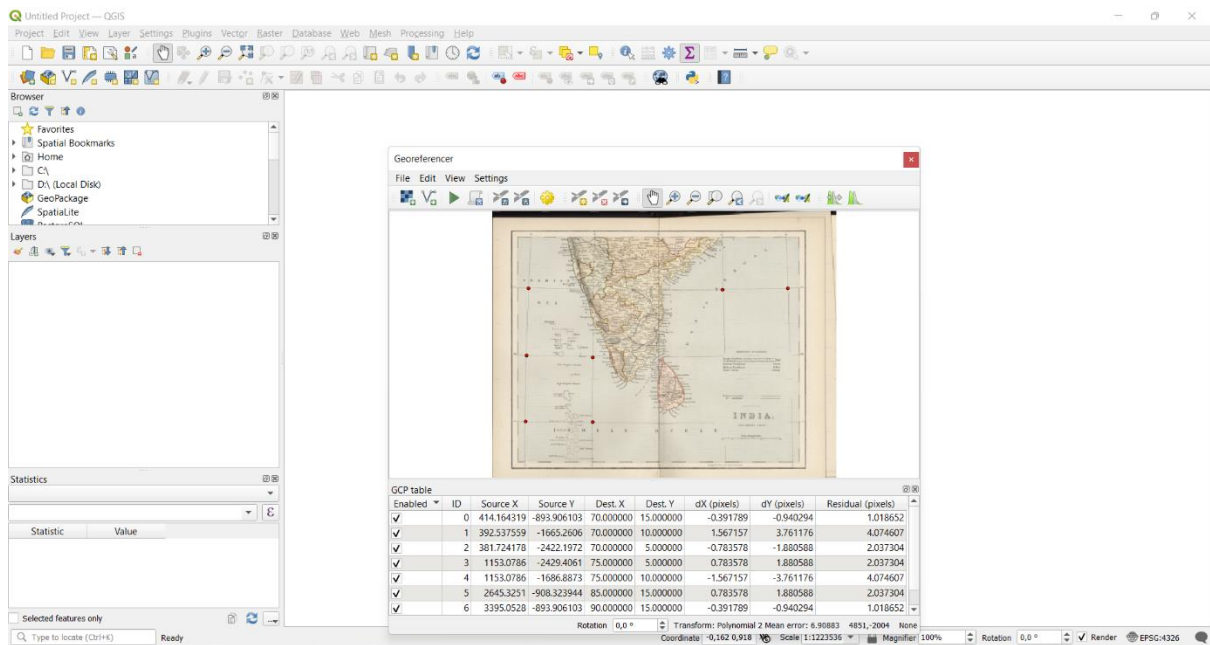 Untitled Project — QGIS
Project Edit View Layer Settings Plugins Vector Raster Database Web Mesh Processing Help
Browser
Favorites
Spatial Bookmarks
Home
C:\
D:\ (Local Disk)
GeoPackage
SpatiaLite
PostgreSQL
Layers
Statistics
Statistic Value
Selected features only
Georeferencer
File Edit View Settings
INDIA.
GCP table
Enabled ID Source X Source Y Dest. X Dest. Y dX (pixels) dY (pixels) Residual (pixels)
0 414.164319 -893.906103 70.000000 15.000000 -0.391789 -0.940294 1.018652
1 392.537559 -1665.2606 70.000000 10.000000 1.567157 3.761176 4.074607
2 381.724178 -2422.1972 70.000000 5.000000 -0.783578 -1.880588 2.037304
3 1153.0786 -2429.4061 75.000000 5.000000 0.783578 1.880588 2.037304
4 1153.0786 -1686.8873 75.000000 10.000000 -1.567157 -3.761176 4.074607
5 2645.3251 -908.323944 85.000000 15.000000 0.783578 1.880588 2.037304
6 3395.0528 -893.906103 90.000000 15.000000 -0.391789 -0.940294 1.018652
Rotation 0,0 ° Transform: Polynomial 2 Mean error: 6.90883 4851,-2004 None
Type to locate (Ctrl+K) Ready Coordinate -0,162 0,918 Scale 1:1223536 Magnifier 100% Rotation 0,0 ° Render EPSG:4326